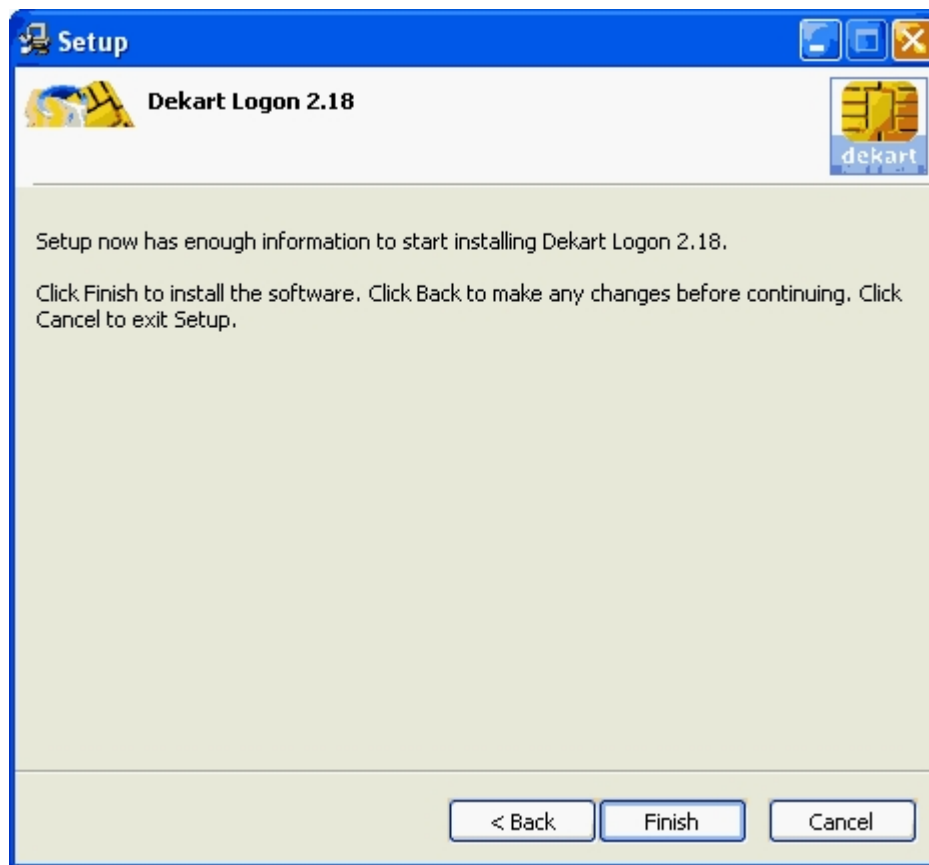 Setup
Dekart Logon 2.18
dekart
Setup now has enough information to start installing Dekart Logon 2.18.
Click Finish to install the software. Click Back to make any changes before continuing. Click
Cancel to exit Setup.
< Back
Finish
Cancel